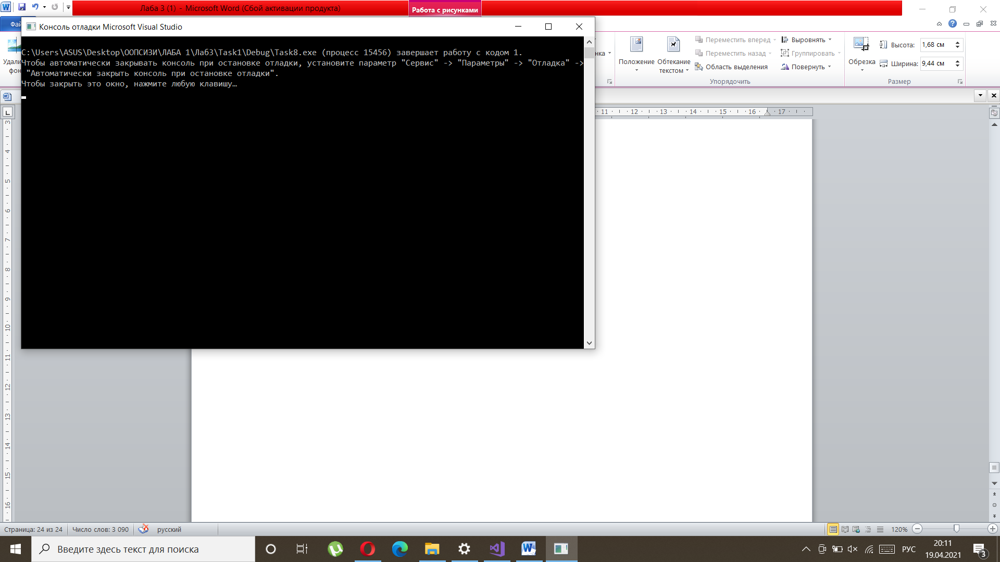 Лаба 3 (1) - Microsoft Word (Сбой активации продукта)
Работа с рисунками
Консоль отладки Microsoft Visual Studio
C:\Users\ASUS\Desktop\ООПСИЗИ\ЛАБА 1\Лаб3\Task1\Debug\Task8.exe (процесс 15456) завершает работу с кодом 1.
Чтобы автоматически закрывать консоль при остановке отладки, установите параметр "Сервис" -> "Параметры" -> "Отладка" ->
"Автоматически закрыть консоль при остановке отладки".
Чтобы закрыть это окно, нажмите любую клавишу…
Положение
Обтекание текстом
Переместить вперед
Переместить назад
Область выделения
Выровнять
Группировать
Повернуть
Упорядочить
Обрезка
Высота: 1,68 см
Ширина: 9,44 см
Размер
11 12 13 14 15 16 17
3
4
5
6
7
8
9
10
11
12
13
14
15
16
Страница: 24 из 24
Число слов: 3 090
русский
120%
Введите здесь текст для поиска
РУС
20:11
19.04.2021
3